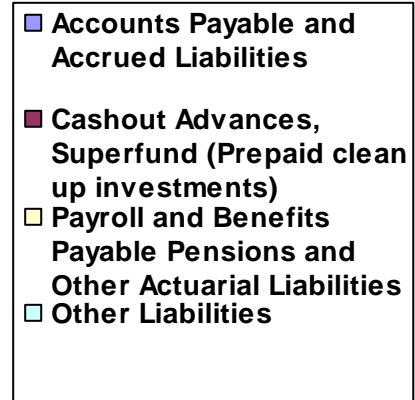 Accounts Payable and
Accrued Liabilities
Cashout Advances,
Superfund (Prepaid clean
up investments)
Payroll and Benefits
Payable Pensions and
Other Actuarial Liabilities
Other Liabilities